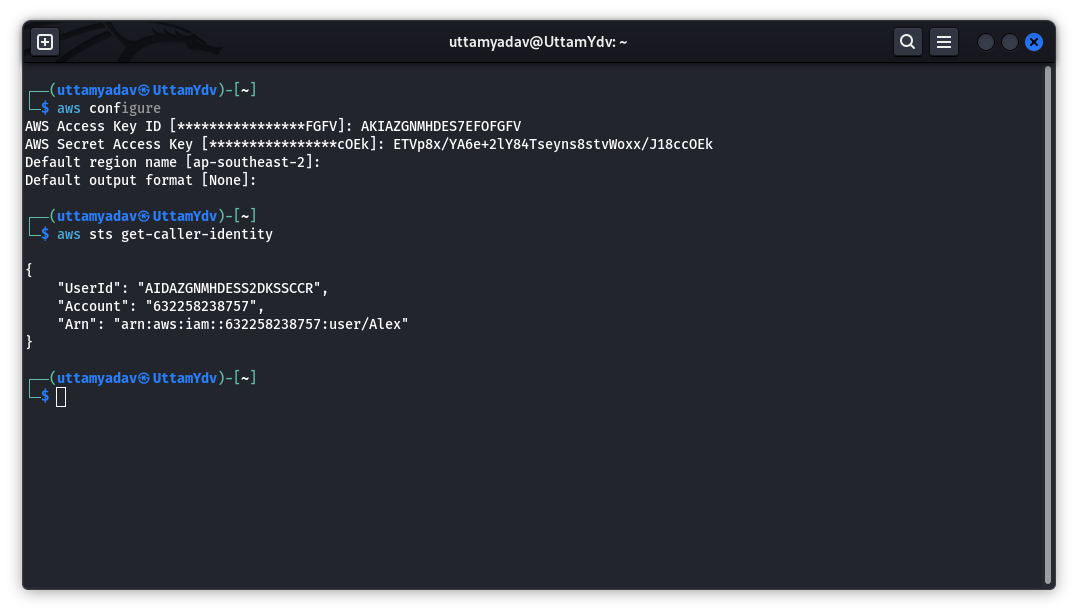 uttamyadav@UttamYdv: ~
┌──(uttamyadav㉿UttamYdv)-[~]
└─$ aws configure
AWS Access Key ID [****************FGFV]: AKIAZGNMHDES7EFOFGFV
AWS Secret Access Key [****************cOEk]: 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
Default region name [ap-southeast-2]:
Default output format [None]:
┌──(uttamyadav㉿UttamYdv)-[~]
└─$ aws sts get-caller-identity
{
    "UserId": "AIDAZGNMHDESS2DKSSCCR",
    "Account": "632258238757",
    "Arn": "arn:aws:iam::632258238757:user/Alex"
}
┌──(uttamyadav㉿UttamYdv)-[~]
└─$